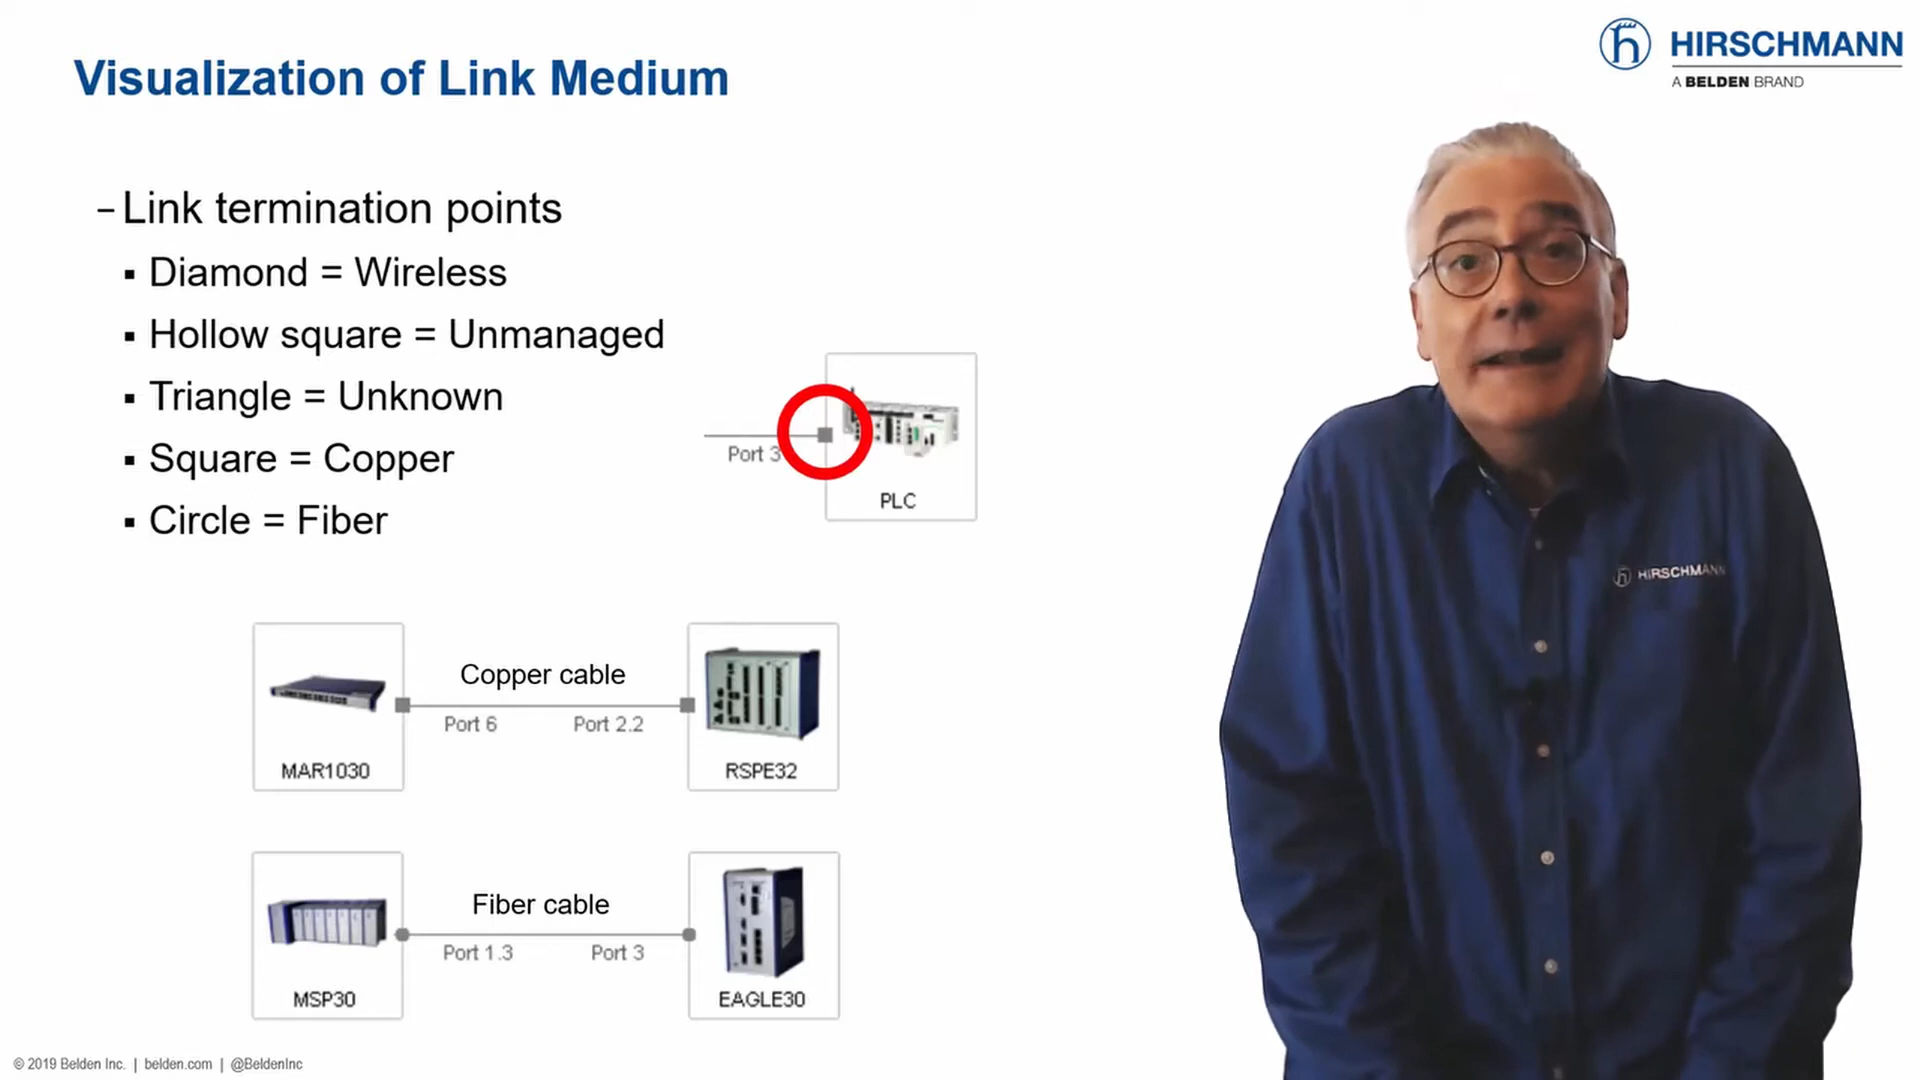 HIRSCHMANN
A BELDEN BRAND
Visualization of Link Medium
– Link termination points
▪ Diamond = Wireless
▪ Hollow square = Unmanaged
▪ Triangle = Unknown
▪ Square = Copper
▪ Circle = Fiber
Port 3
PLC
HIRSCHMANN
Copper cable
Port 6 Port 2.2
MAR1030 RSPE32
Fiber cable
Port 1.3 Port 3
MSP30 EAGLE30
© 2019 Belden Inc. | belden.com | @BeldenInc